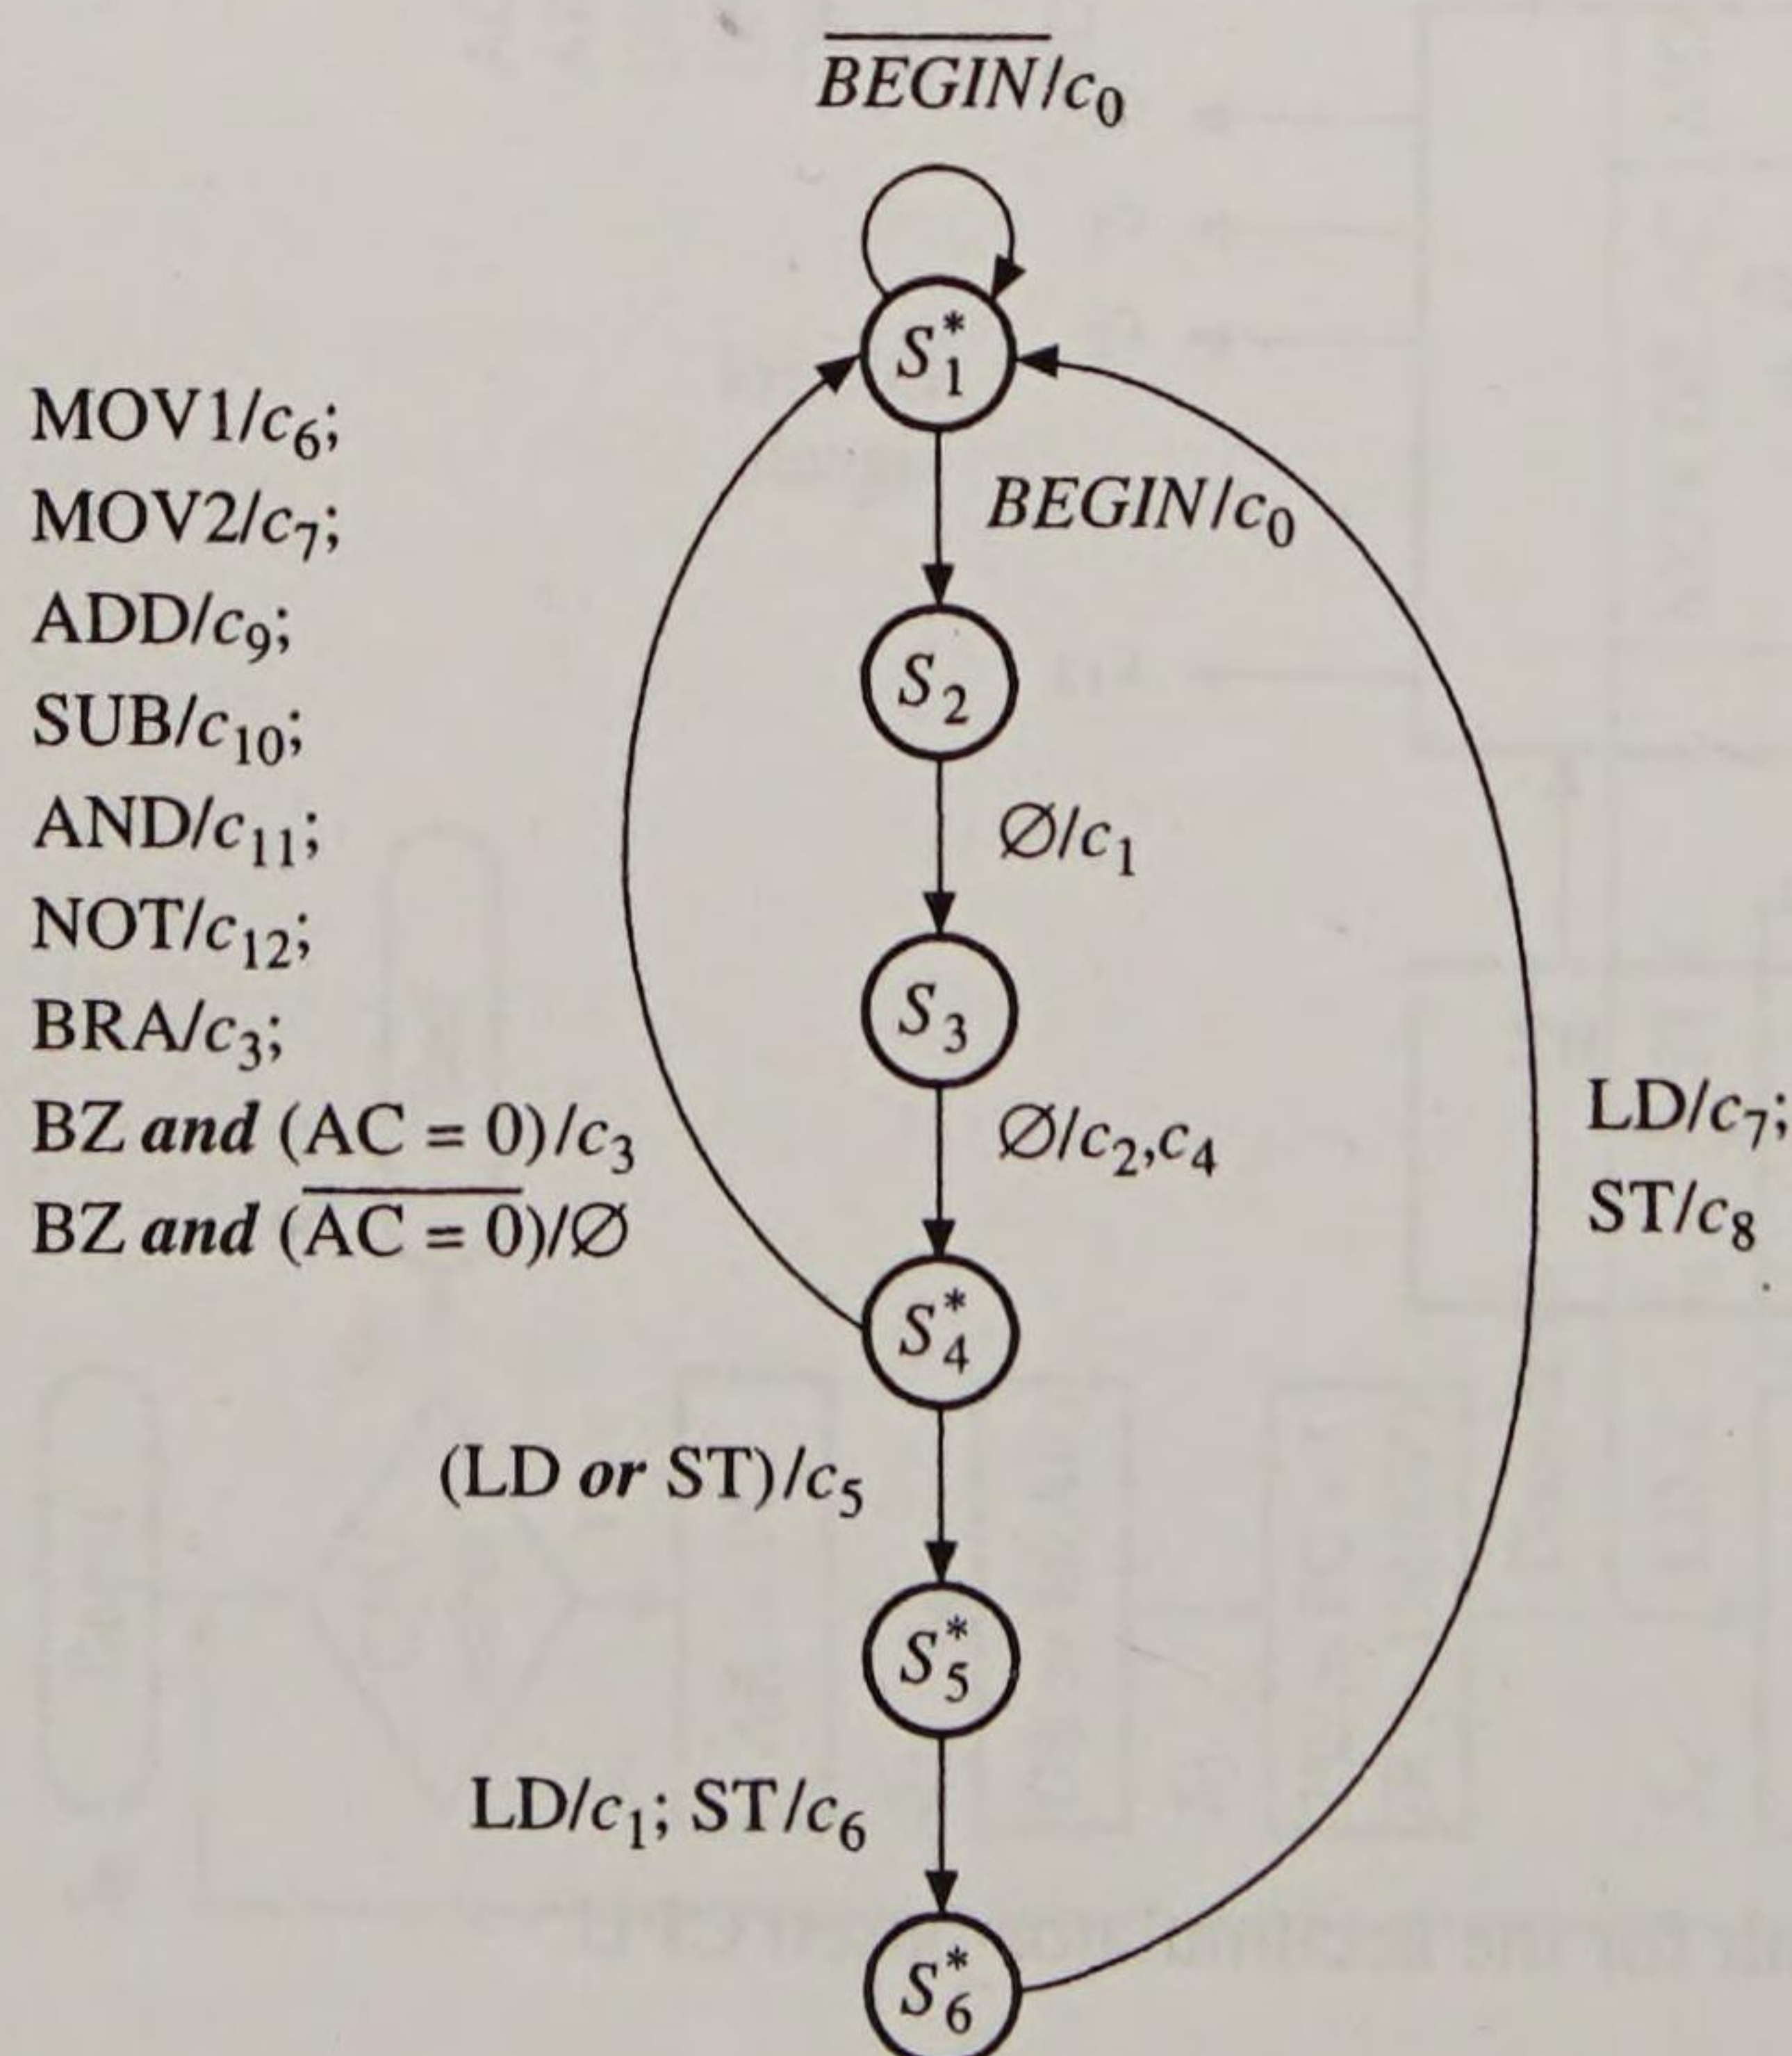 B̅E̅G̅I̅N̅/c₀
S₁*
MOV1/c₆;
MOV2/c₇;
ADD/c₉;
SUB/c₁₀;
AND/c₁₁;
NOT/c₁₂;
BRA/c₃;
BZ and (AC = 0)/c₃
BZ and (A̅C̅ ̅=̅ ̅0̅)/∅
BEGIN/c₀
S₂
∅/c₁
S₃
∅/c₂,c₄
LD/c₇;
ST/c₈
S₄*
(LD or ST)/c₅
S₅*
LD/c₁; ST/c₆
S₆*